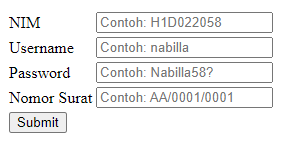 NIM Contoh: H1D022058
Username Contoh: nabilla
Password Contoh: Nabilla58?
Nomor Surat Contoh: AA/0001/0001
Submit